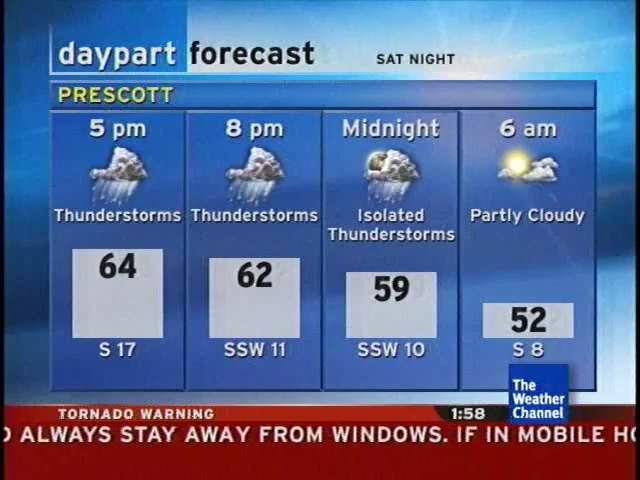 daypart forecast
SAT NIGHT
PRESCOTT
5 pm
8 pm
Midnight
6 am
Thunderstorms
Thunderstorms
Isolated
Thunderstorms
Partly Cloudy
64
62
59
52
S 17
SSW 11
SSW 10
S 8
The
Weather
Channel
TORNADO WARNING
1:58
ALWAYS STAY AWAY FROM WINDOWS. IF IN MOBILE